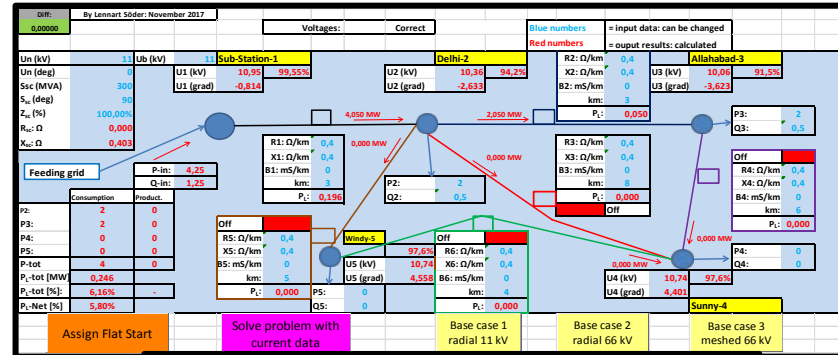 Diff: By Lennart Söder: November 2017
0,00000 Voltages: Correct Blue numbers = input data: can be changed
Red numbers = ouput results: calculated
Un (kV) 11 Ub (kV) 11 Sub-Station-1 Delhi-2 R2: Ω/km 0,4 Allahabad-3
Un (deg) 0 U1 (kV) 10,95 99,55% U2 (kV) 10,36 94,2% X2: Ω/km 0,4 U3 (kV) 10,06 91,5%
Ssc (MVA) 300 U1 (grad) -0,814 U2 (grad) -2,633 B2: mS/km 0 U3 (grad) -3,623
Ssc (deg) 90 km: 3
Zsc (%) 100,00% PL: 0,050
Rsc: Ω 0,000 4,050 MW 2,050 MW P3: 2
Xsc: Ω 0,403 Q3: 0,5
0,000 MW
R1: Ω/km 0,4 R3: Ω/km 0,4
X1: Ω/km 0,4 0,000 MW X3: Ω/km 0,4 Off
Feeding grid P-in: 4,25 B1: mS/km 0 P2: 2 B3: mS/km 0 R4: Ω/km 0,4
Q-in: 1,25 km: 3 Q2: 0,5 km: 8 X4: Ω/km 0,4
Consumption Product. PL: 0,196 PL: 0,000 B4: mS/km 0
P2: 2 0 Off km: 6
P3: 2 0 Off PL: 0,000
P4: 0 0 R5: Ω/km 0,4 Windy-5 Off
P5: 0 0 X5: Ω/km 0,4 97,6% R6: Ω/km 0,4 0,000 MW P4: 0
P-tot 4 0 B5: mS/km 0 U5 (kV) 10,74 X6: Ω/km 0,4 0,000 MW Q4: 0
PL-tot [MW] 0,246 km: 5 U5 (grad) 4,558 B6: mS/km 0 U4 (kV) 10,74 97,6%
PL-tot [%]: 6,16% - PL: 0,000 P5: 0 km: 4 U4 (grad) 4,401
PL-Net [%]: 5,80% Q5: 0 PL: 0,000 Sunny-4
Assign Flat Start Solve problem with Base case 1 Base case 2 Base case 3
current data radial 11 kV radial 66 kV meshed 66 kV